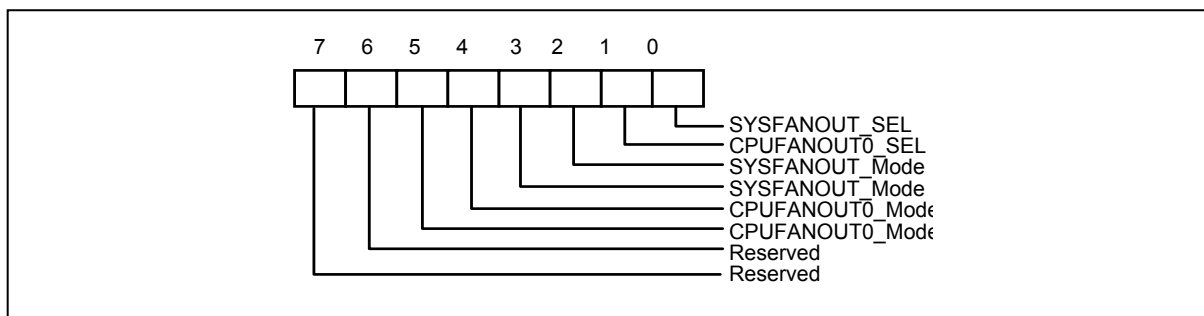 7 6 5 4 3 2 1 0
SYSFANOUT_SEL
CPUFANOUT0_SEL
SYSFANOUT_Mode
SYSFANOUT_Mode
CPUFANOUT0_Mode
CPUFANOUT0_Mode
Reserved
Reserved